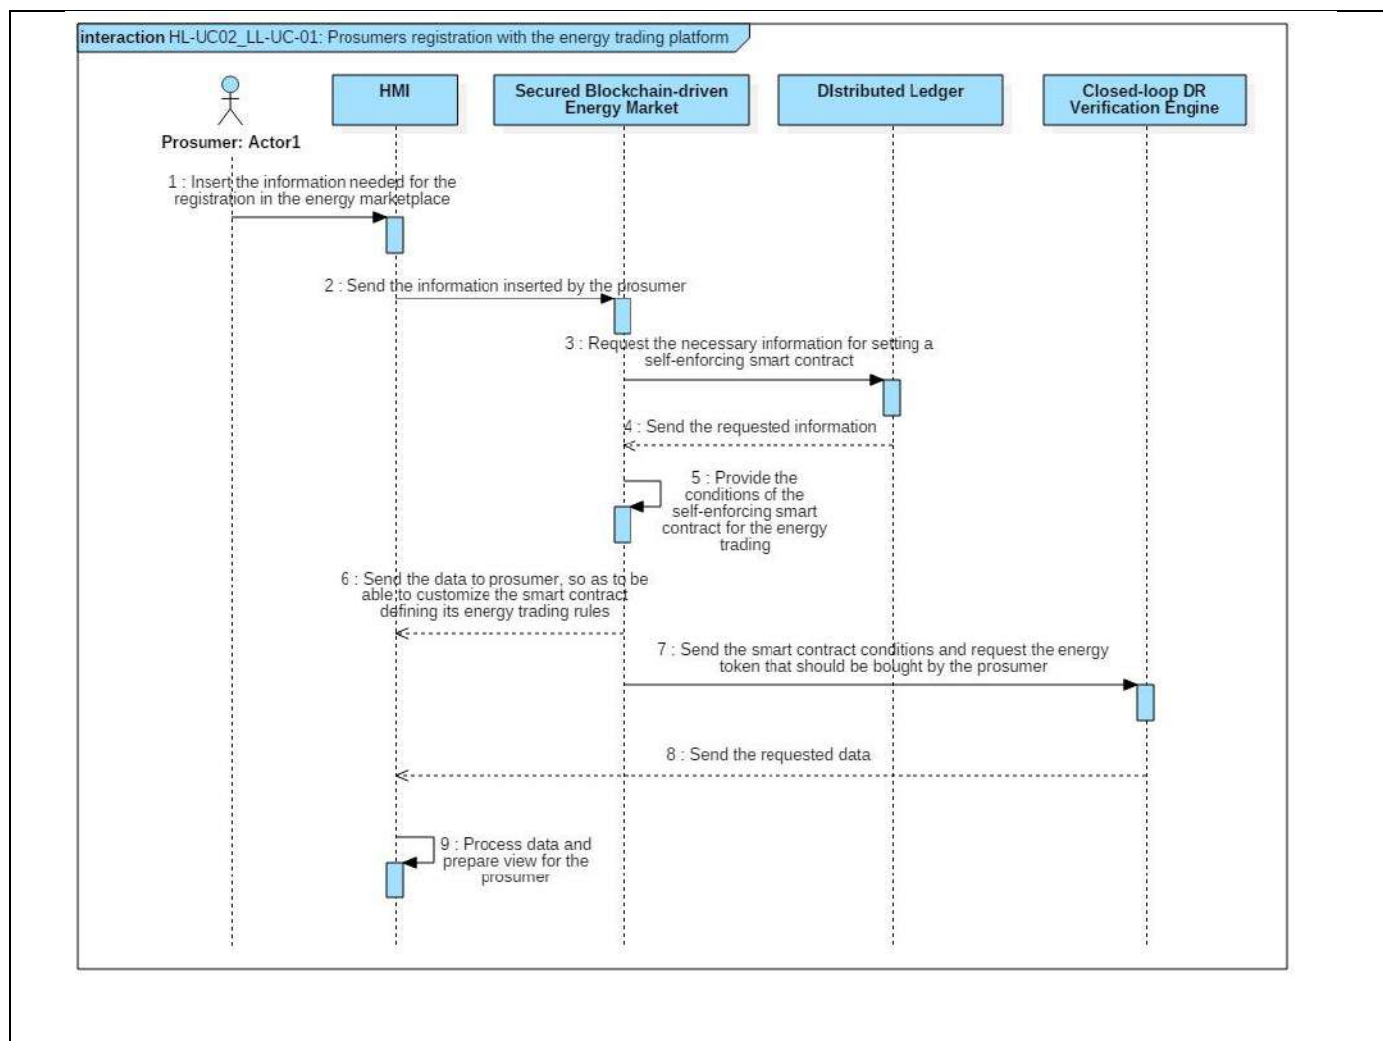 interaction HL-UC02_LL-UC-01: Prosumers registration with the energy trading platform
Prosumer: Actor1
HMI
Secured Blockchain-driven
Energy Market
DIstributed Ledger
Closed-loop DR
Verification Engine
1 : Insert the information needed for the
registration in the energy marketplace
2 : Send the information inserted by the prosumer
3 : Request the necessary information for setting a
self-enforcing smart contract
4 : Send the requested information
5 : Provide the
conditions of the
self-enforcing smart
contract for the energy
trading
6 : Send the data to prosumer, so as to be
able to customize the smart contract
defining its energy trading rules
7 : Send the smart contract conditions and request the energy
token that should be bought by the prosumer
8 : Send the requested data
9 : Process data and
prepare view for the
prosumer